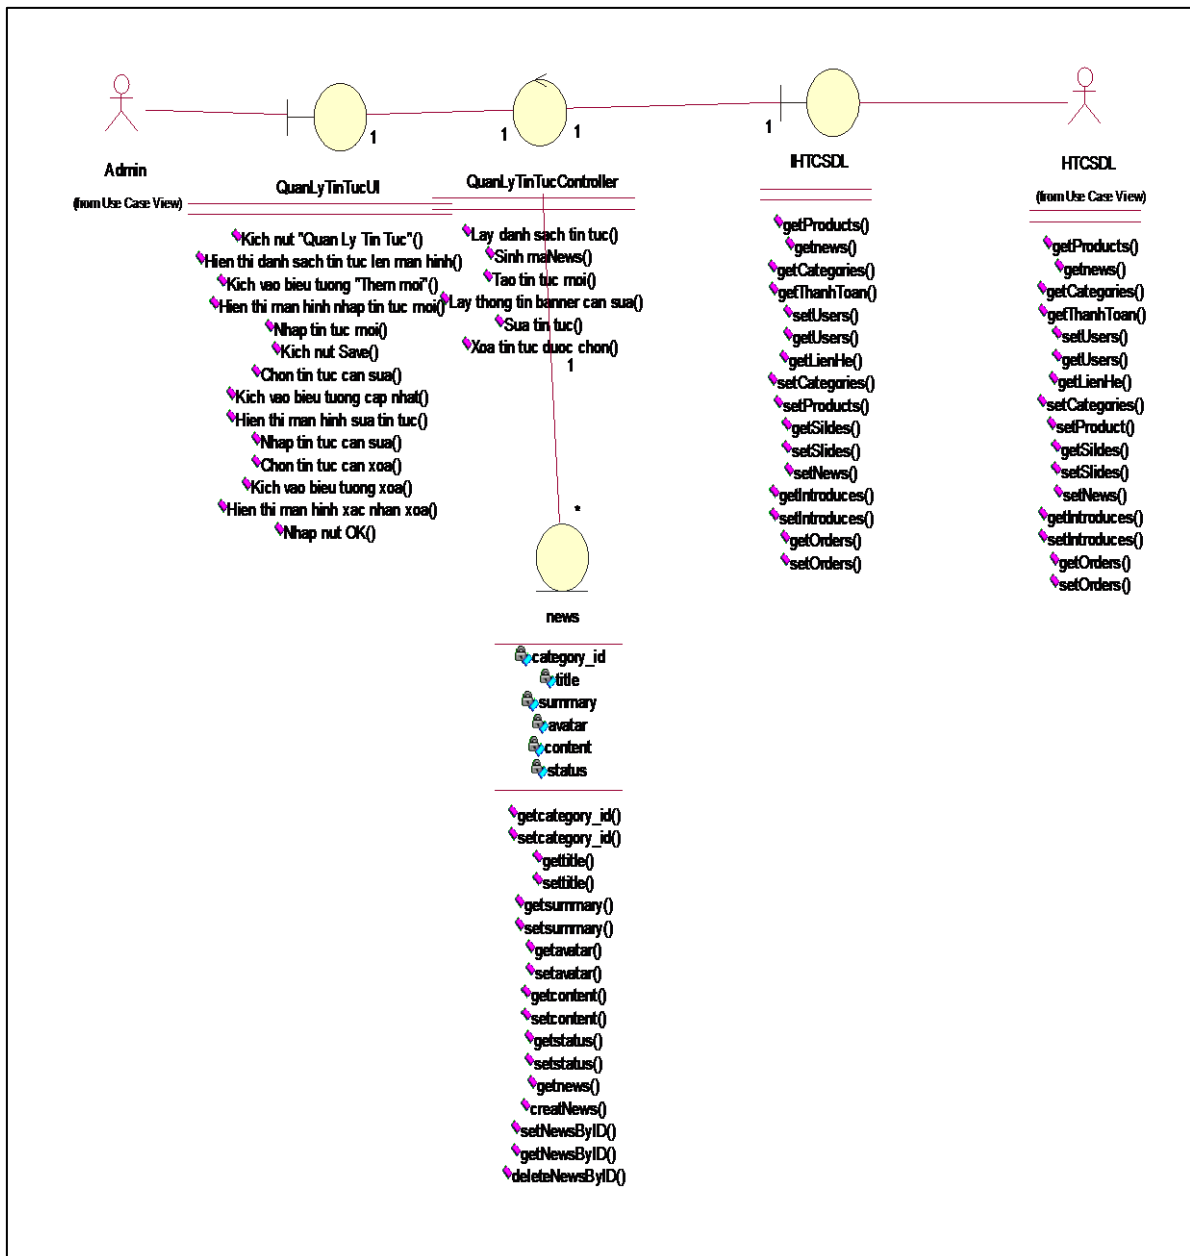 Admin
(from Use Case View)
1
QuanLyTinTucUI
Kich nut "Quan Ly Tin Tuc"()
Hien thi danh sach tin tuc len man hinh()
Kich vao bieu tuong "Them moi"()
Hien thi man hinh nhap tin tuc moi()
Nhap tin tuc moi()
Kich nut Save()
Chon tin tuc can sua()
Kich vao bieu tuong cap nhat()
Hien thi man hinh sua tin tuc()
Nhap tin tuc can sua()
Chon tin tuc can xoa()
Kich vao bieu tuong xoa()
Hien thi man hinh xac nhan xoa()
Nhap nut OK()
1
1
QuanLyTinTucController
Lay danh sach tin tuc()
Sinh maNews()
Tao tin tuc moi()
Lay thong tin banner can sua()
Sua tin tuc()
Xoa tin tuc duoc chon()
1
*
news
category_id
title
summary
avatar
content
status
getcategory_id()
setcategory_id()
gettitle()
settitle()
getsummary()
setsummary()
getavatar()
setavatar()
getcontent()
setcontent()
getstatus()
setstatus()
getnews()
creatNews()
setNewsByID()
getNewsByID()
deleteNewsByID()
1
IHTCSDL
getProducts()
getnews()
getCategories()
getThanhToan()
setUsers()
getUsers()
getLienHe()
setCategories()
setProducts()
getSildes()
setSlides()
setNews()
getIntroduces()
setIntroduces()
getOrders()
setOrders()
HTCSDL
(from Use Case View)
getProducts()
getnews()
getCategories()
getThanhToan()
setUsers()
getUsers()
getLienHe()
setCategories()
setProduct()
getSildes()
setSlides()
setNews()
getIntroduces()
setIntroduces()
getOrders()
setOrders()